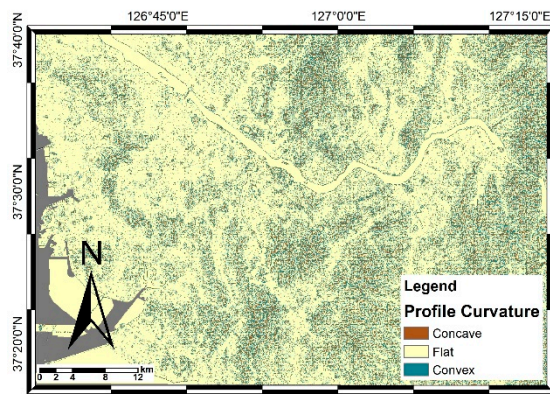 126°45'0"E 127°0'0"E 127°15'0"E
37°40'0"N
37°30'0"N
37°20'0"N
N
km
0 2 4 8 12
Legend
Profile Curvature
Concave
Flat
Convex